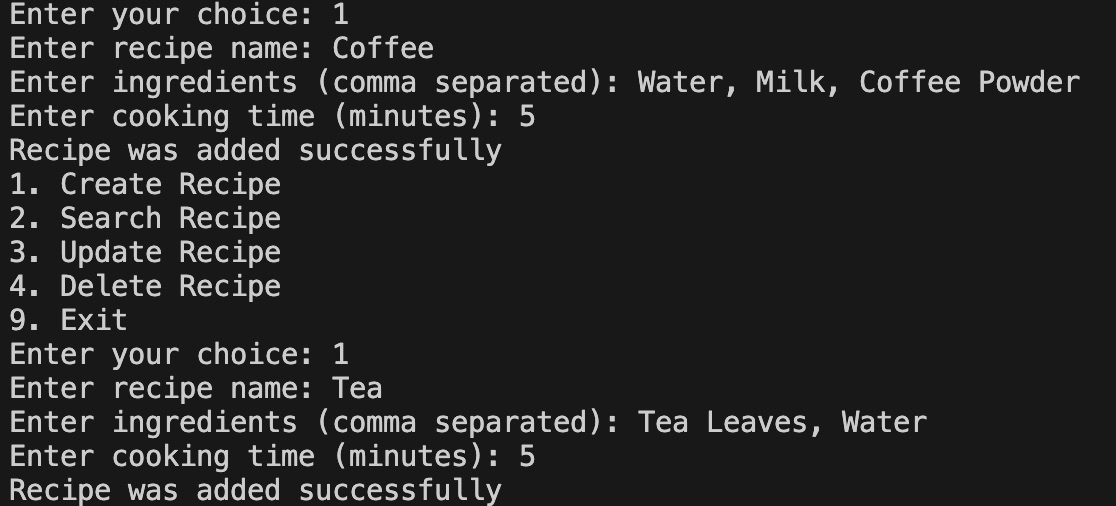 Enter your choice: 1
Enter recipe name: Coffee
Enter ingredients (comma separated): Water, Milk, Coffee Powder
Enter cooking time (minutes): 5
Recipe was added successfully
1. Create Recipe
2. Search Recipe
3. Update Recipe
4. Delete Recipe
9. Exit
Enter your choice: 1
Enter recipe name: Tea
Enter ingredients (comma separated): Tea Leaves, Water
Enter cooking time (minutes): 5
Recipe was added successfully